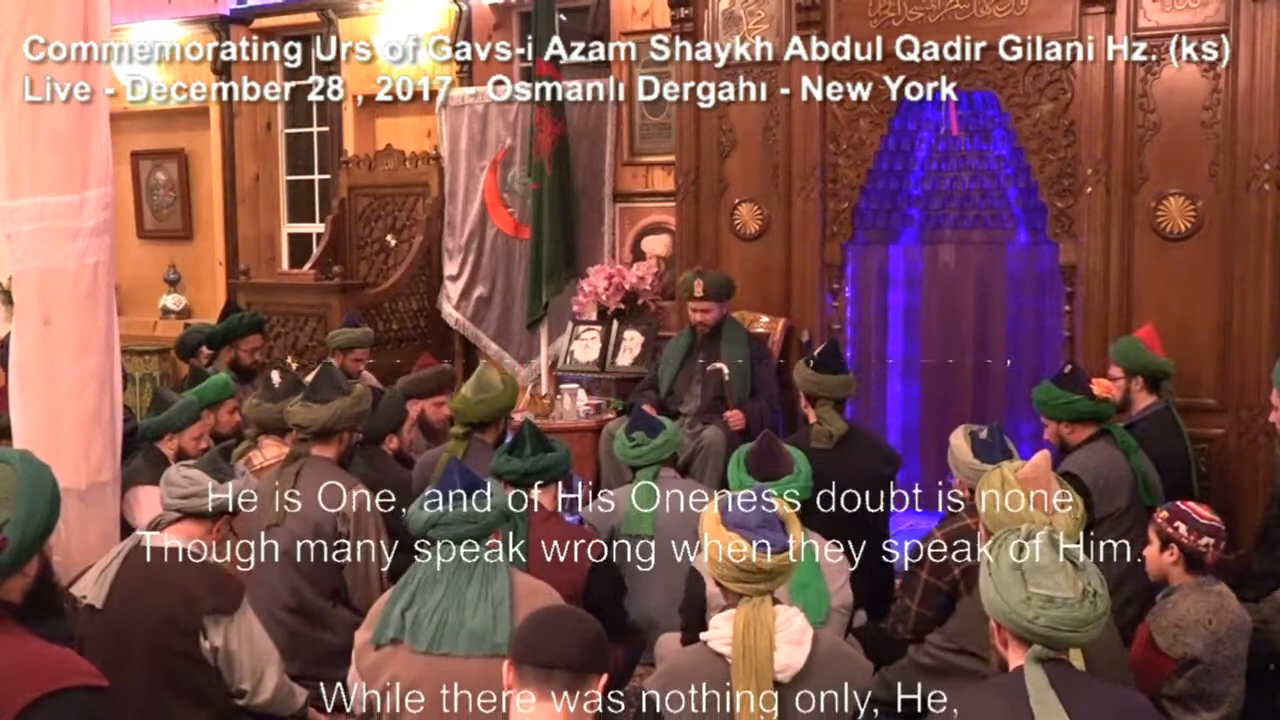 Commemorating Urs of Gavs-i Azam Shaykh Abdul Qadir Gilani Hz. (ks)
Live - December 28 , 2017 - Osmanlı Dergahı - New York
He is One, and of His Oneness doubt is none
Though many speak wrong when they speak of Him.
While there was nothing only, He,